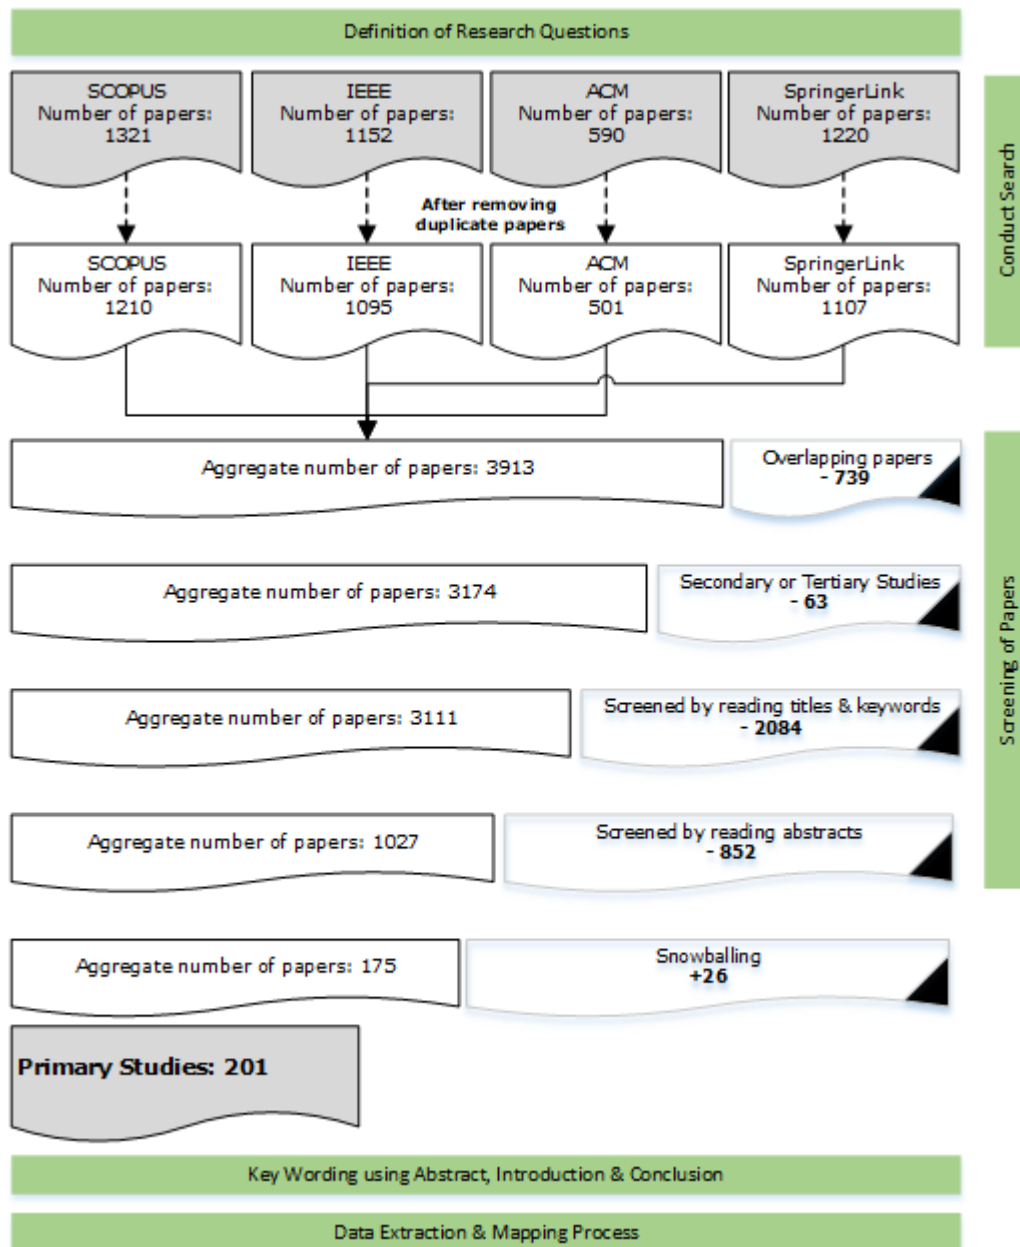 Definition of Research Questions
SCOPUS
Number of papers:
1321
IEEE
Number of papers:
1152
ACM
Number of papers:
590
SpringerLink
Number of papers:
1220
Conduct Search
After removing
duplicate papers
SCOPUS
Number of papers:
1210
IEEE
Number of papers:
1095
ACM
Number of papers:
501
SpringerLink
Number of papers:
1107
Aggregate number of papers: 3913
Overlapping papers
- 739
Screening of Papers
Aggregate number of papers: 3174
Secondary or Tertiary Studies
- 63
Aggregate number of papers: 3111
Screened by reading titles & keywords
- 2084
Aggregate number of papers: 1027
Screened by reading abstracts
- 852
Aggregate number of papers: 175
Snowballing
+26
Primary Studies: 201
Key Wording using Abstract, Introduction & Conclusion
Data Extraction & Mapping Process